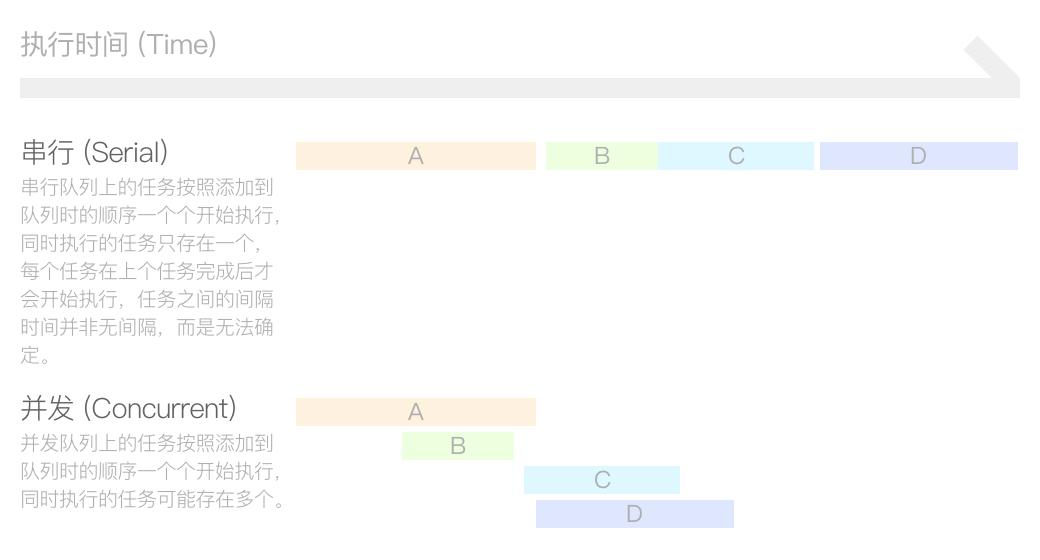 执行时间 (Time)
串行 (Serial)
A
B
C
D
串行队列上的任务按照添加到
队列时的顺序一个个开始执行,
同时执行的任务只存在一个,
每个任务在上个任务完成后才
会开始执行，任务之间的间隔
时间并非无间隔，而是无法确
定。
并发 (Concurrent)
A
并发队列上的任务按照添加到
B
队列时的顺序一个个开始执行,
C
同时执行的任务可能存在多个。
D